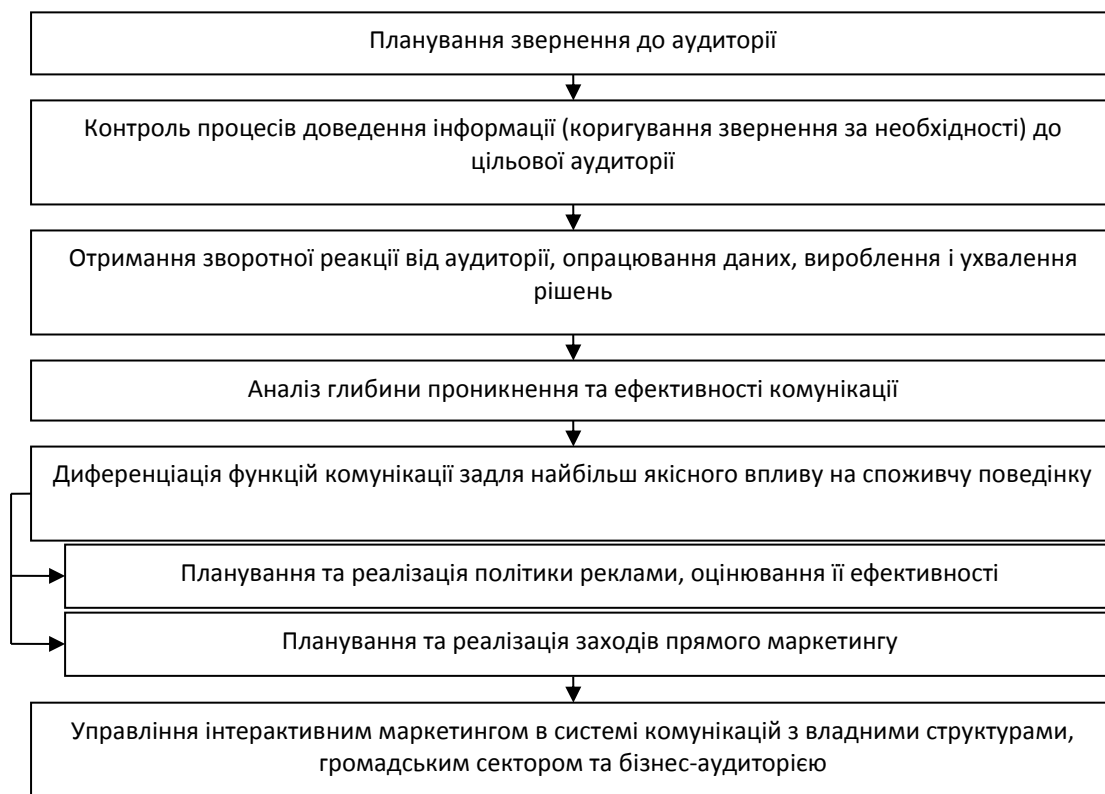 Планування звернення до аудиторії
Контроль процесів доведення інформації (коригування звернення за необхідності) до
цільової аудиторії
Отримання зворотної реакції від аудиторії, опрацювання даних, вироблення і ухвалення
рішень
Аналіз глибини проникнення та ефективності комунікації
Диференціація функцій комунікації задля найбільш якісного впливу на споживчу поведінку
Планування та реалізація політики реклами, оцінювання її ефективності
Планування та реалізація заходів прямого маркетингу
Управління інтерактивним маркетингом в системі комунікацій з владними структурами,
громадським сектором та бізнес-аудиторією